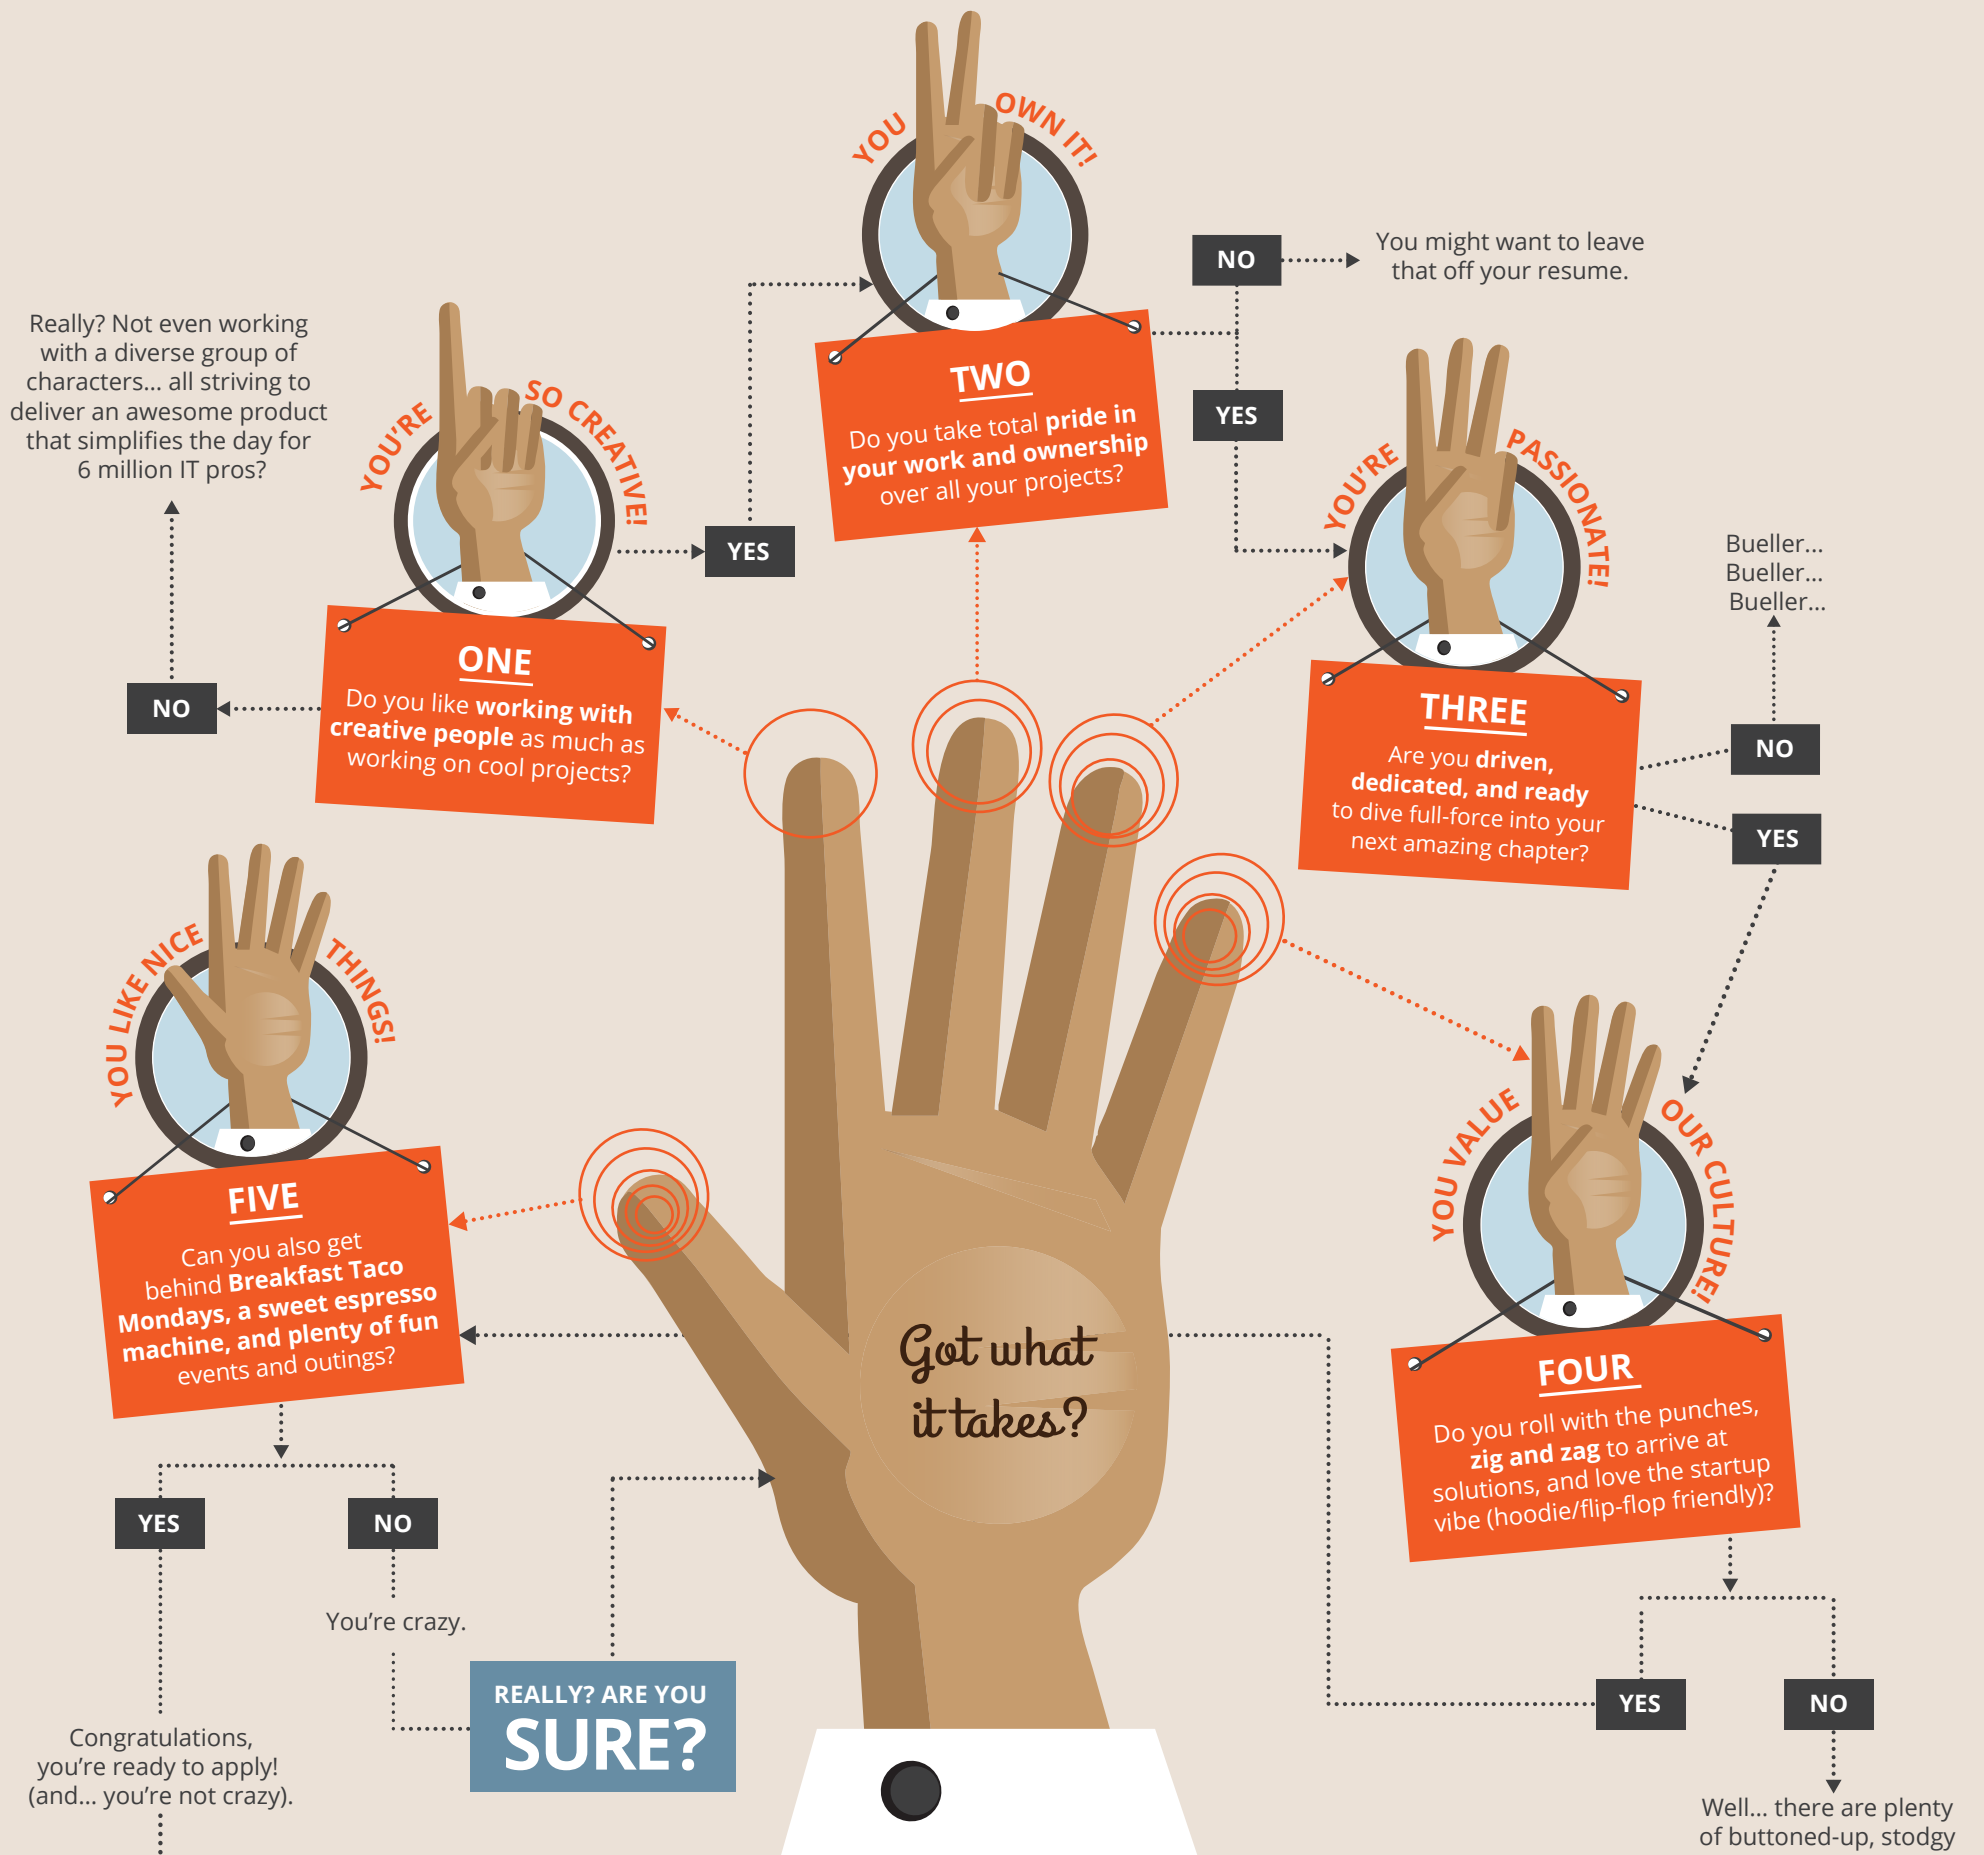 YOU OWN IT!
NO
You might want to leave
that off your resume.
TWO
Do you take total pride in
your work and ownership
over all your projects?
YES
Really? Not even working
with a diverse group of
characters... all striving to
deliver an awesome product
that simplifies the day for
6 million IT pros?
YOU'RE SO CREATIVE!
YES
ONE
Do you like working with
creative people as much as
working on cool projects?
NO
YOU'RE PASSIONATE!
Bueller...
Bueller...
Bueller...
THREE
Are you driven,
dedicated, and ready
to dive full-force into your
next amazing chapter?
NO
YES
YOU LIKE NICE THINGS!
FIVE
Can you also get
behind Breakfast Taco
Mondays, a sweet espresso
machine, and plenty of fun
events and outings?
YOU VALUE OUR CULTURE!
FOUR
Do you roll with the punches,
zig and zag to arrive at
solutions, and love the startup
vibe (hoodie/flip-flop friendly)?
Got what
it takes?
YES
NO
You're crazy.
REALLY? ARE YOU
SURE?
Congratulations,
you're ready to apply!
(and... you're not crazy).
YES
NO
Well... there are plenty
of buttoned-up, stodgy